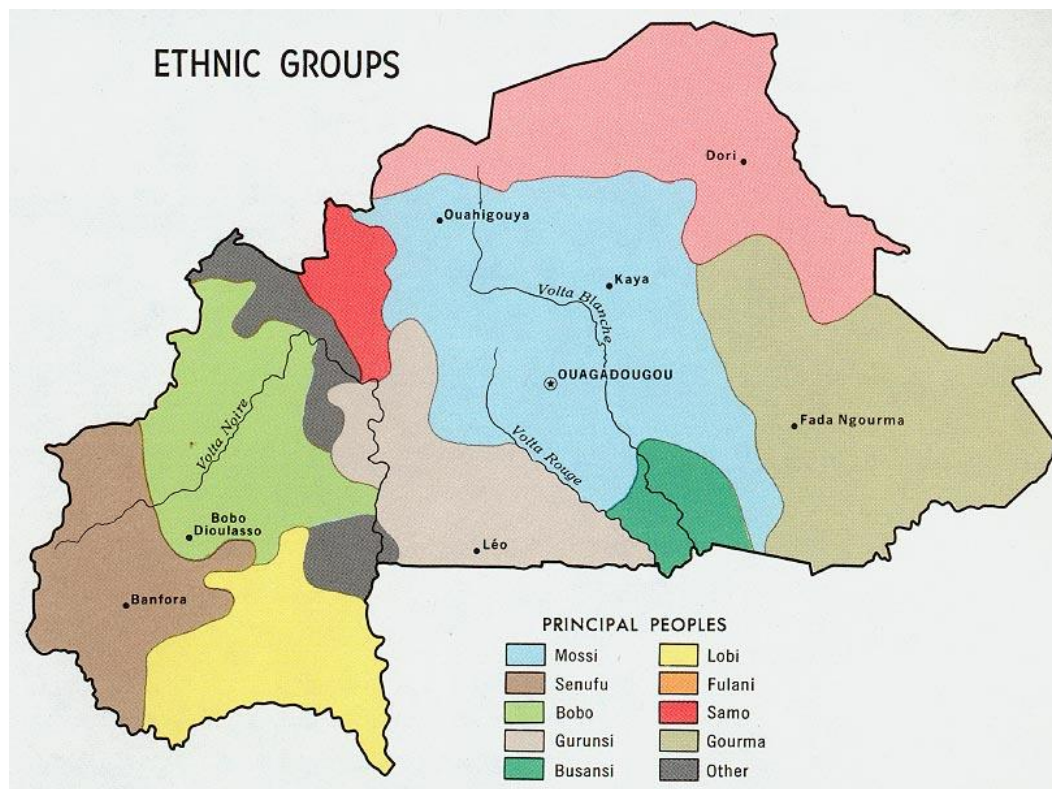 ETHNIC GROUPS
Dori
Ouahigouya
Kaya
Volta Blanche
OUAGADOUGOU
Fada Ngourma
Volta Noire
Volta Rouge
Bobo
Dioulasso
Léo
Banfora
PRINCIPAL PEOPLES
Mossi
Lobi
Senufu
Fulani
Bobo
Samo
Gurunsi
Gourma
Busansi
Other